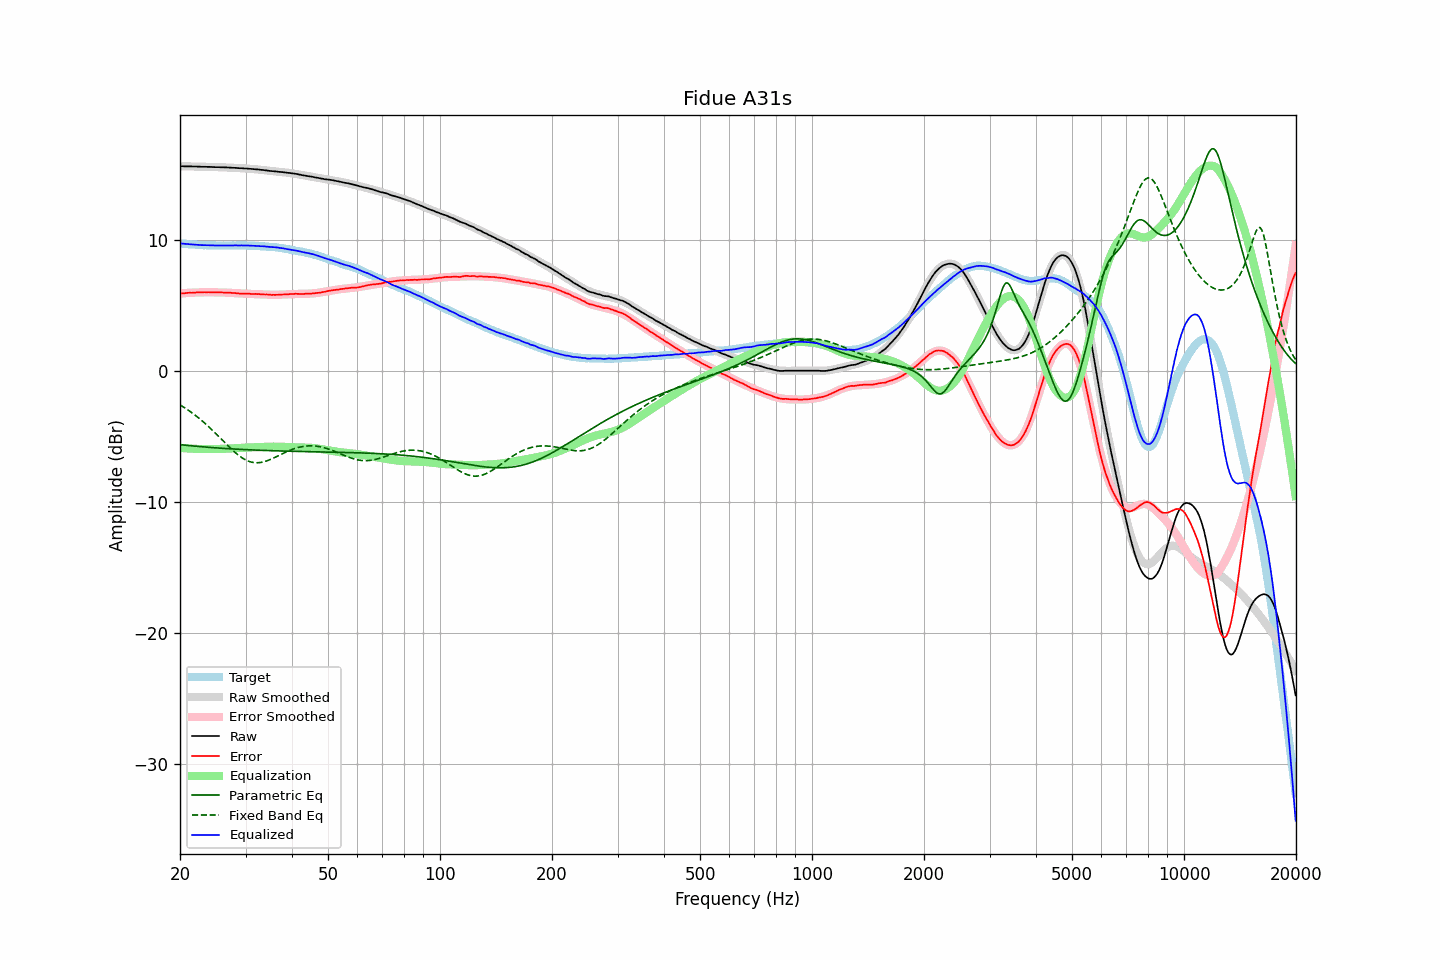 Fidue A31s
Amplitude (dBr)
10
0
−10
−20
−30
Target
Raw Smoothed
Error Smoothed
Raw
Error
Equalization
Parametric Eq
Fixed Band Eq
Equalized
20 50 100 200 500 1000 2000 5000 10000 20000
Frequency (Hz)